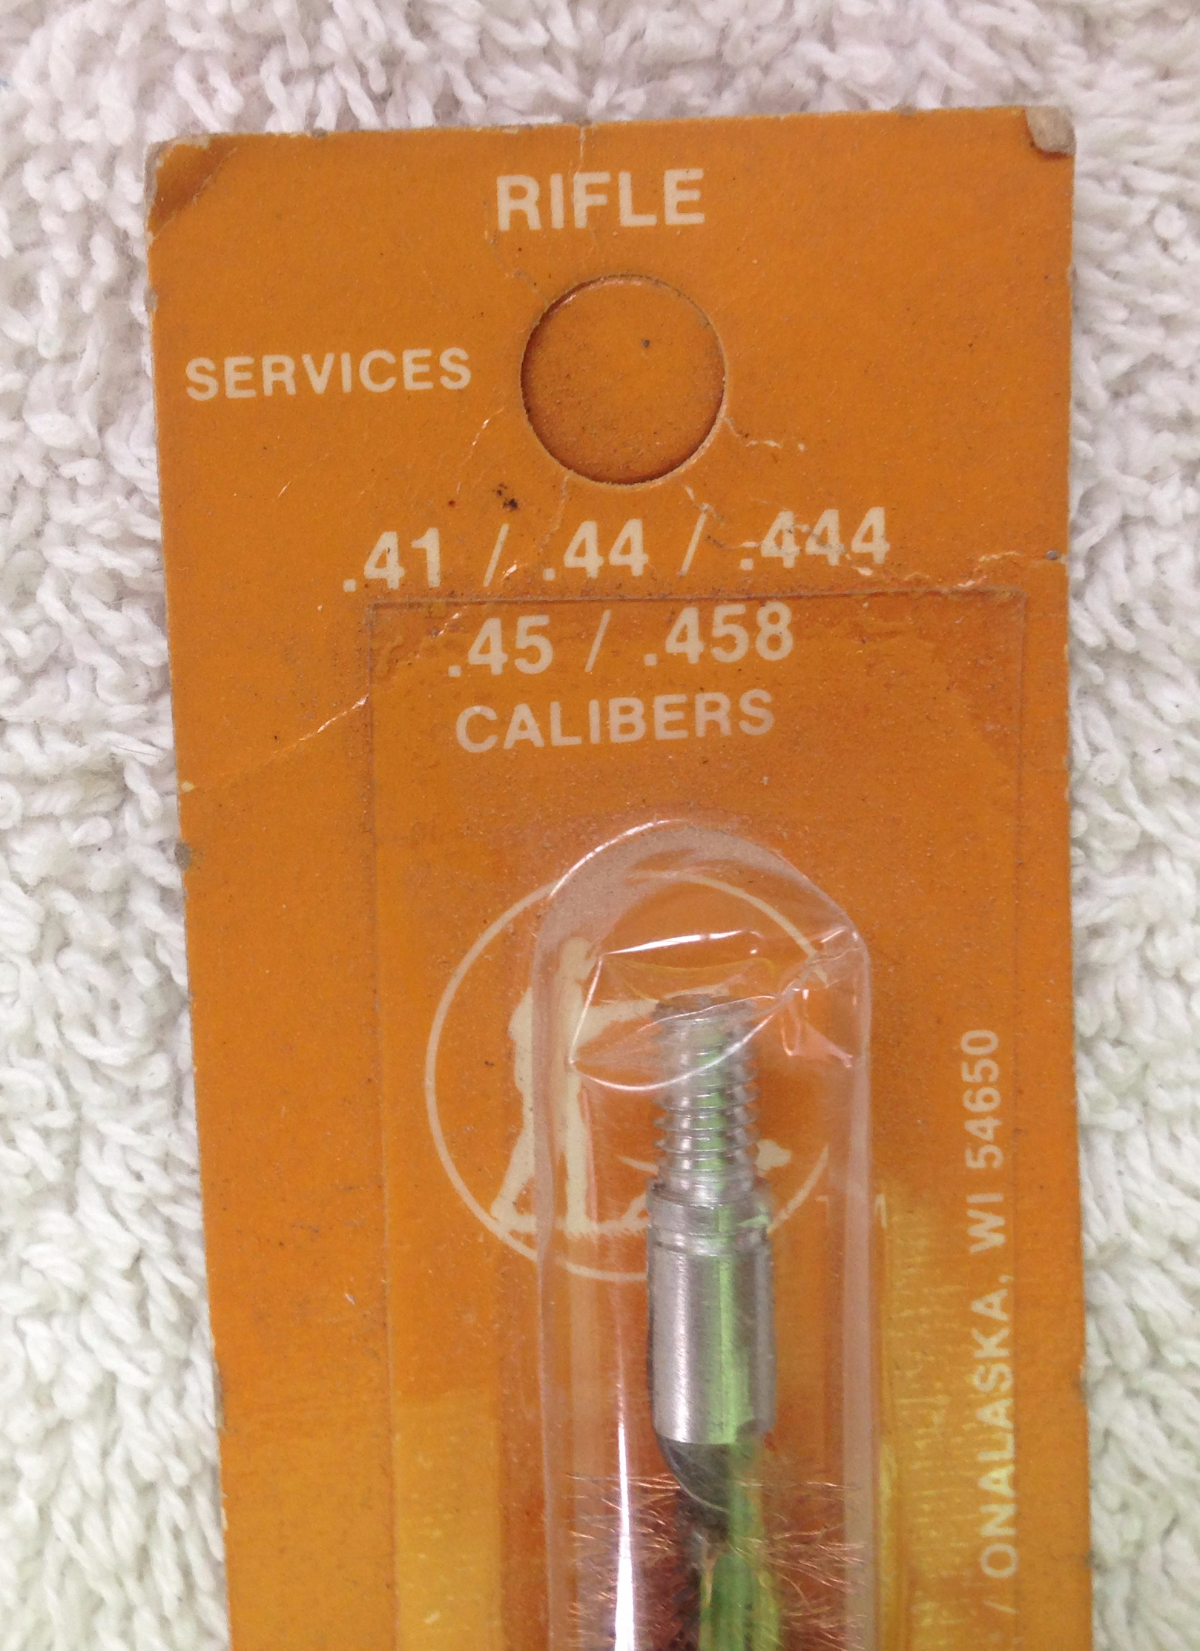 RIFLE
SERVICES
.41 / .44 / .444
.45 / .458
CALIBERS
/ ONALASKA, WI 54650